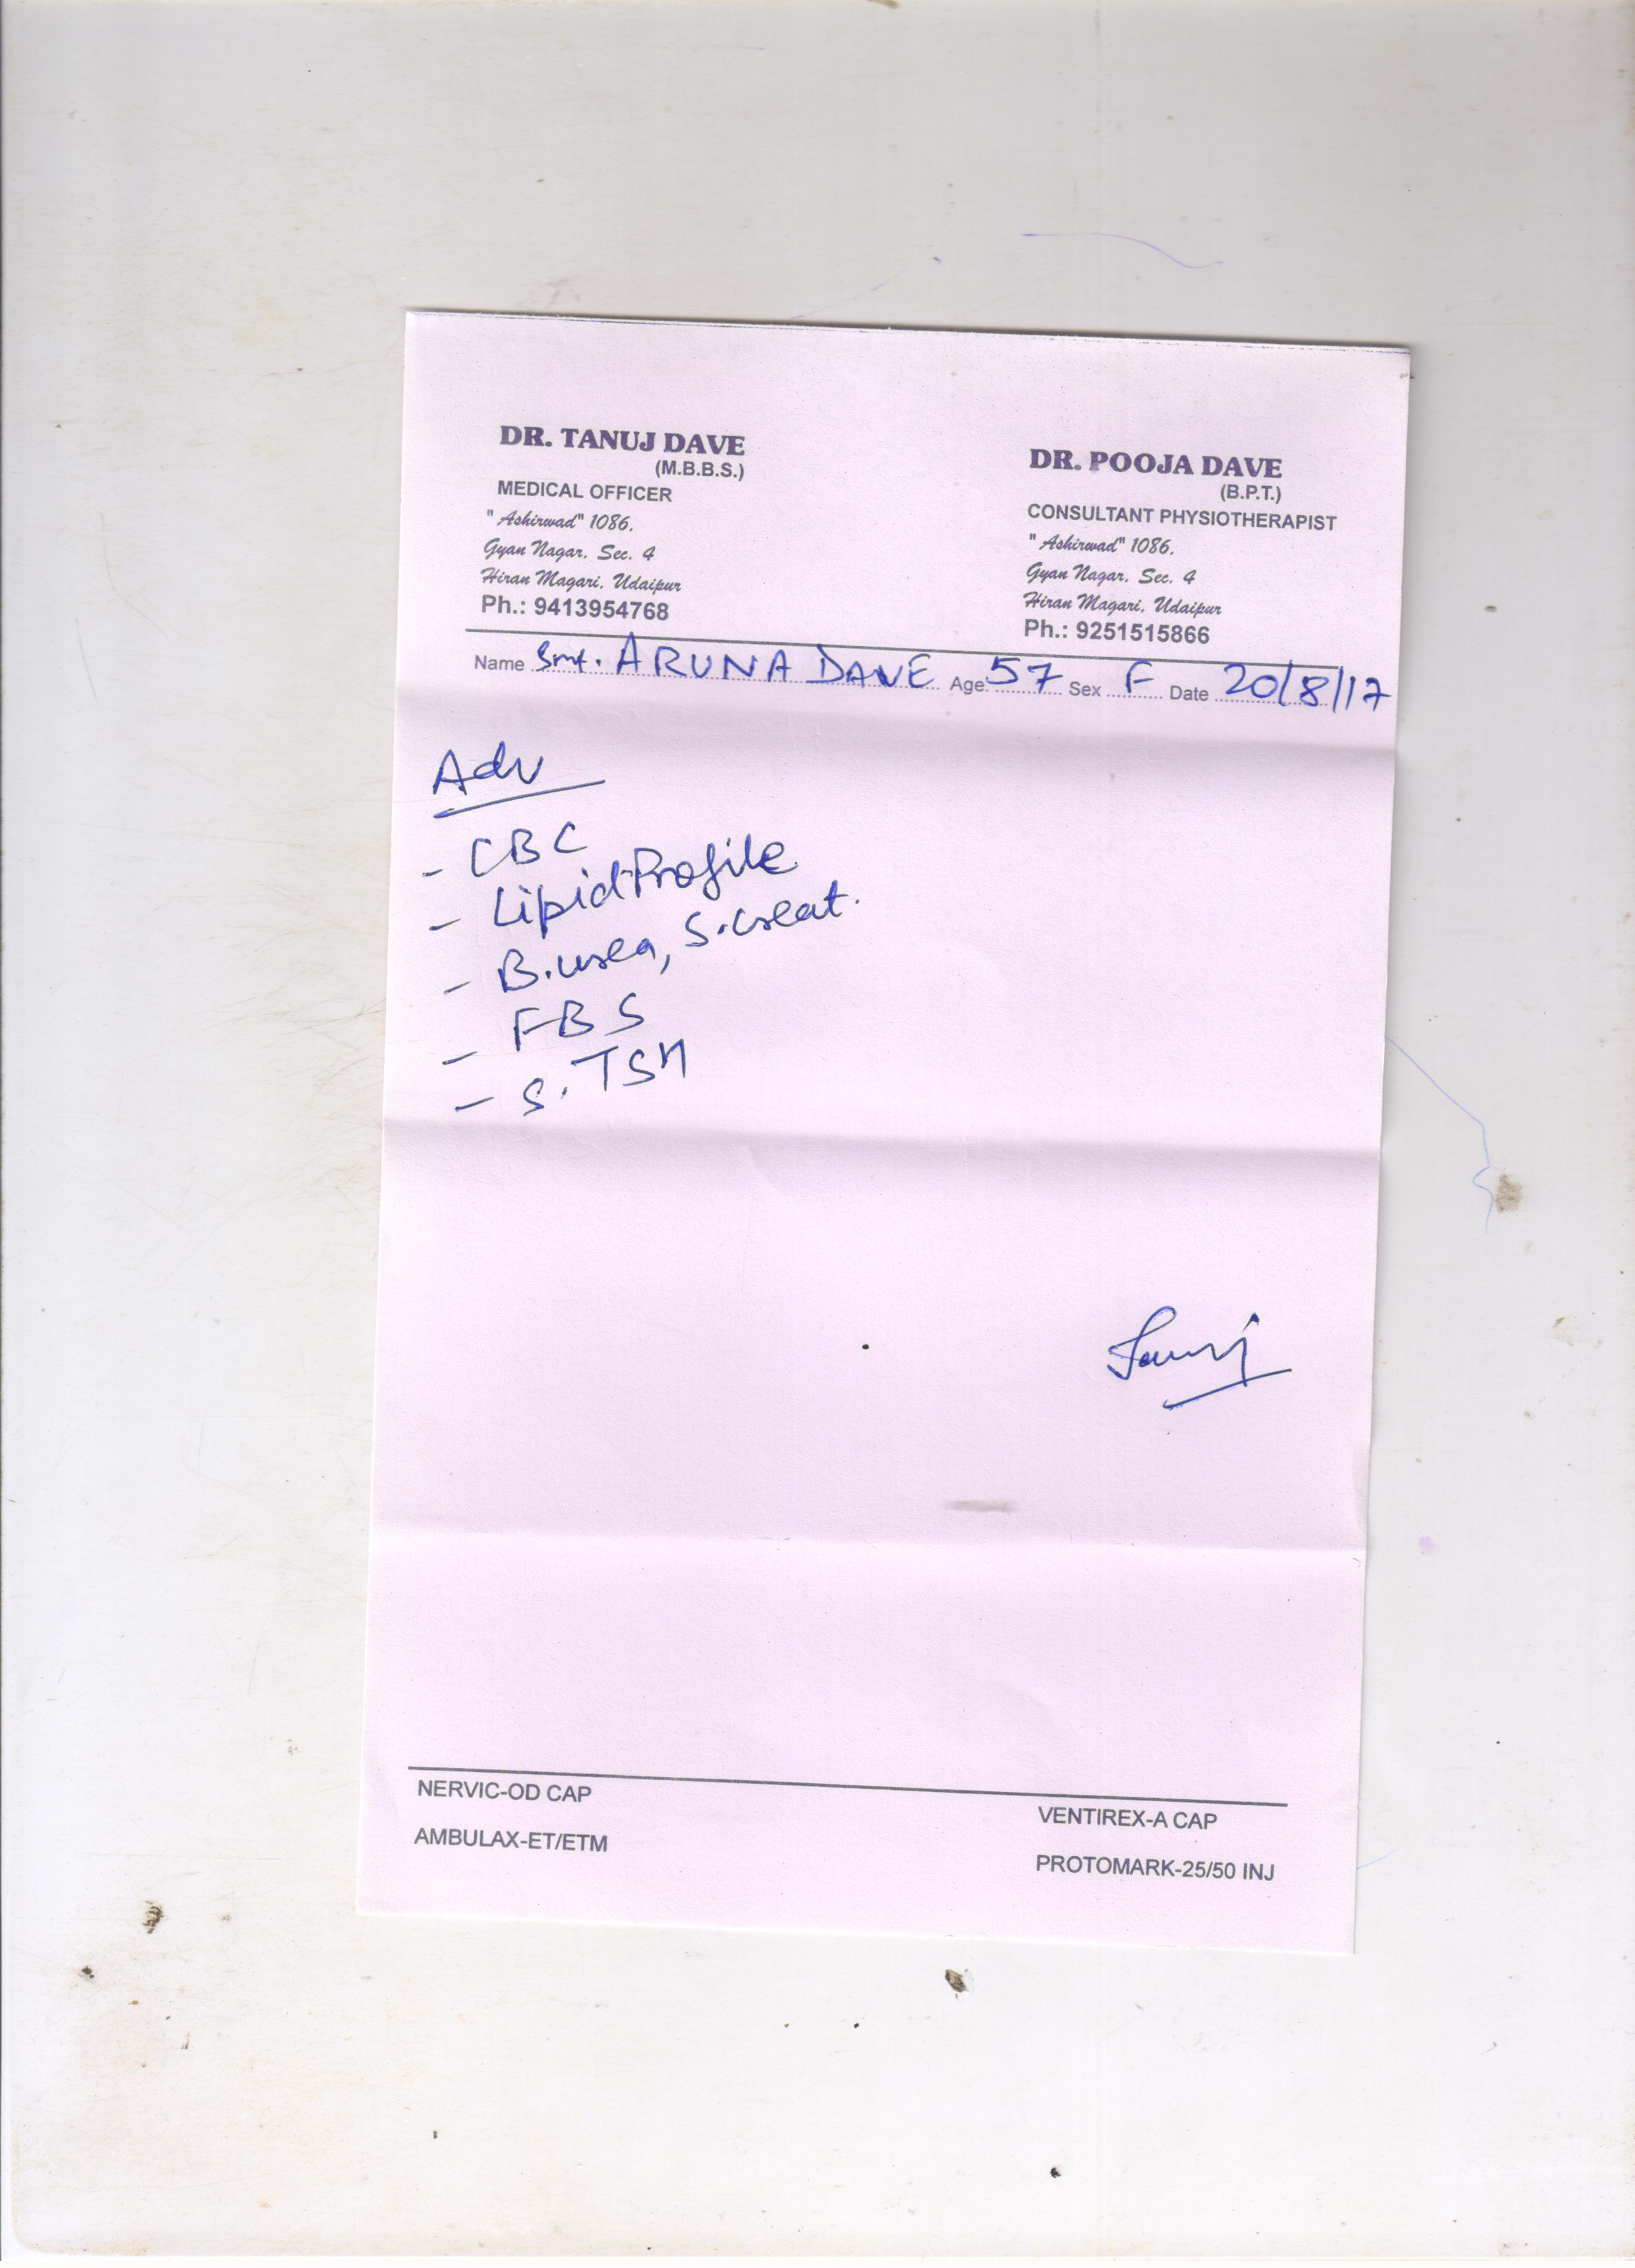 DR. TANUJ DAVE
(M.B.B.S.)
MEDICAL OFFICER
"Ashirwad" 1086,
Gyan Nagar, Sec. 4
Hiran Magari, Udaipur
Ph.: 9413954768
DR. POOJA DAVE
(B.P.T.)
CONSULTANT PHYSIOTHERAPIST
"Ashirwad" 1086,
Gyan Nagar, Sec. 4
Hiran Magari, Udaipur
Ph.: 9251515866
Name Smt. ARUNA DAVE Age 57 Sex F Date 20/8/17
Adv
- CBC
- Lipid Profile
- B.urea, S.creat.
- FBS
- S.TSH
Tanuj
NERVIC-OD CAP
AMBULAX-ET/ETM
VENTIREX-A CAP
PROTOMARK-25/50 INJ